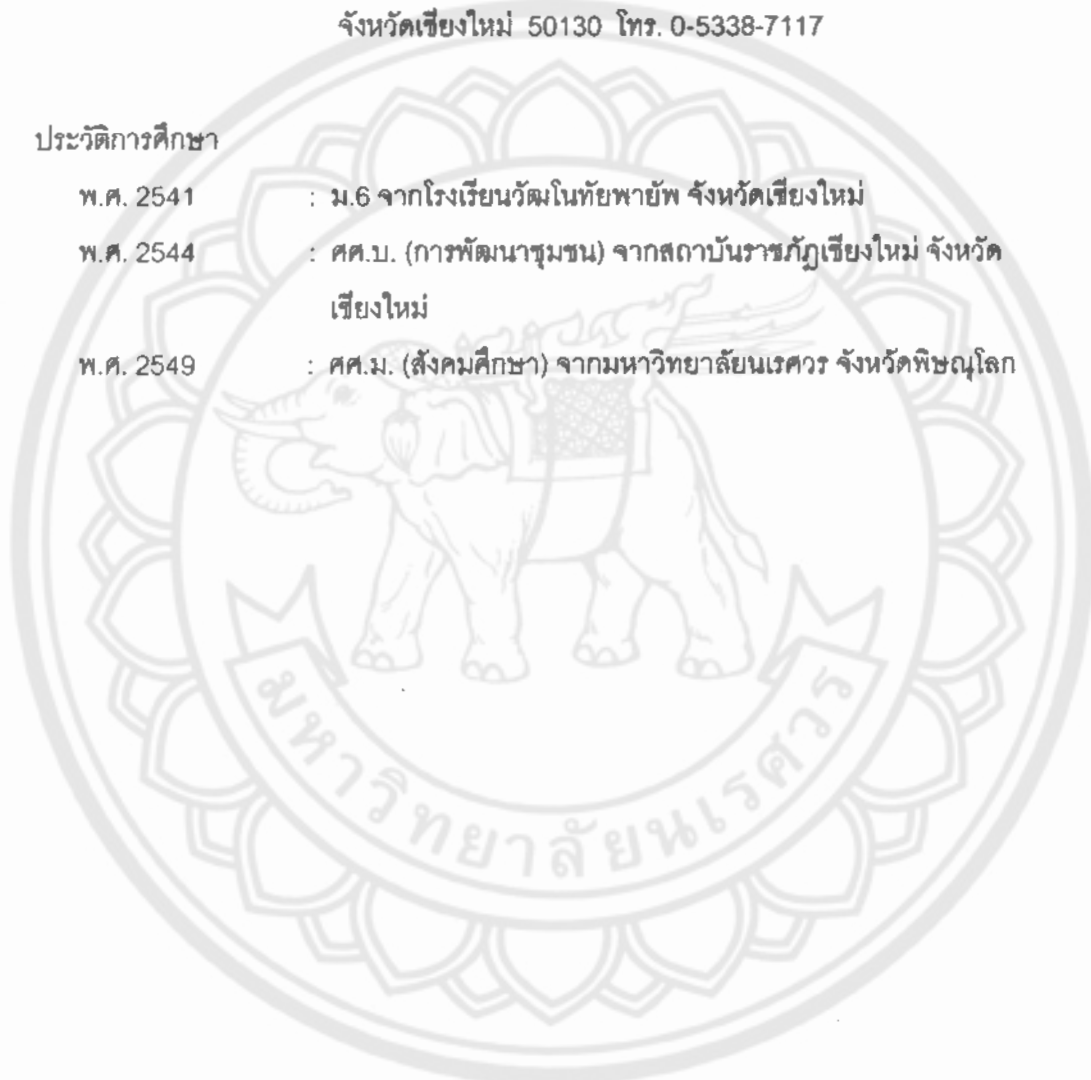 จังหวัดเชียงใหม่ 50130 โทร. 0-5338-7117
ประวัติการศึกษา
พ.ศ. 2541 : ม.6 จากโรงเรียนวัฒโนทัยพายัพ จังหวัดเชียงใหม่
พ.ศ. 2544 : ศศ.บ. (การพัฒนาชุมชน) จากสถาบันราชภัฏเชียงใหม่ จังหวัด
เชียงใหม่
พ.ศ. 2549 : ศศ.ม. (สังคมศึกษา) จากมหาวิทยาลัยนเรศวร จังหวัดพิษณุโลก
มหาวิทยาลัยนเรศวร